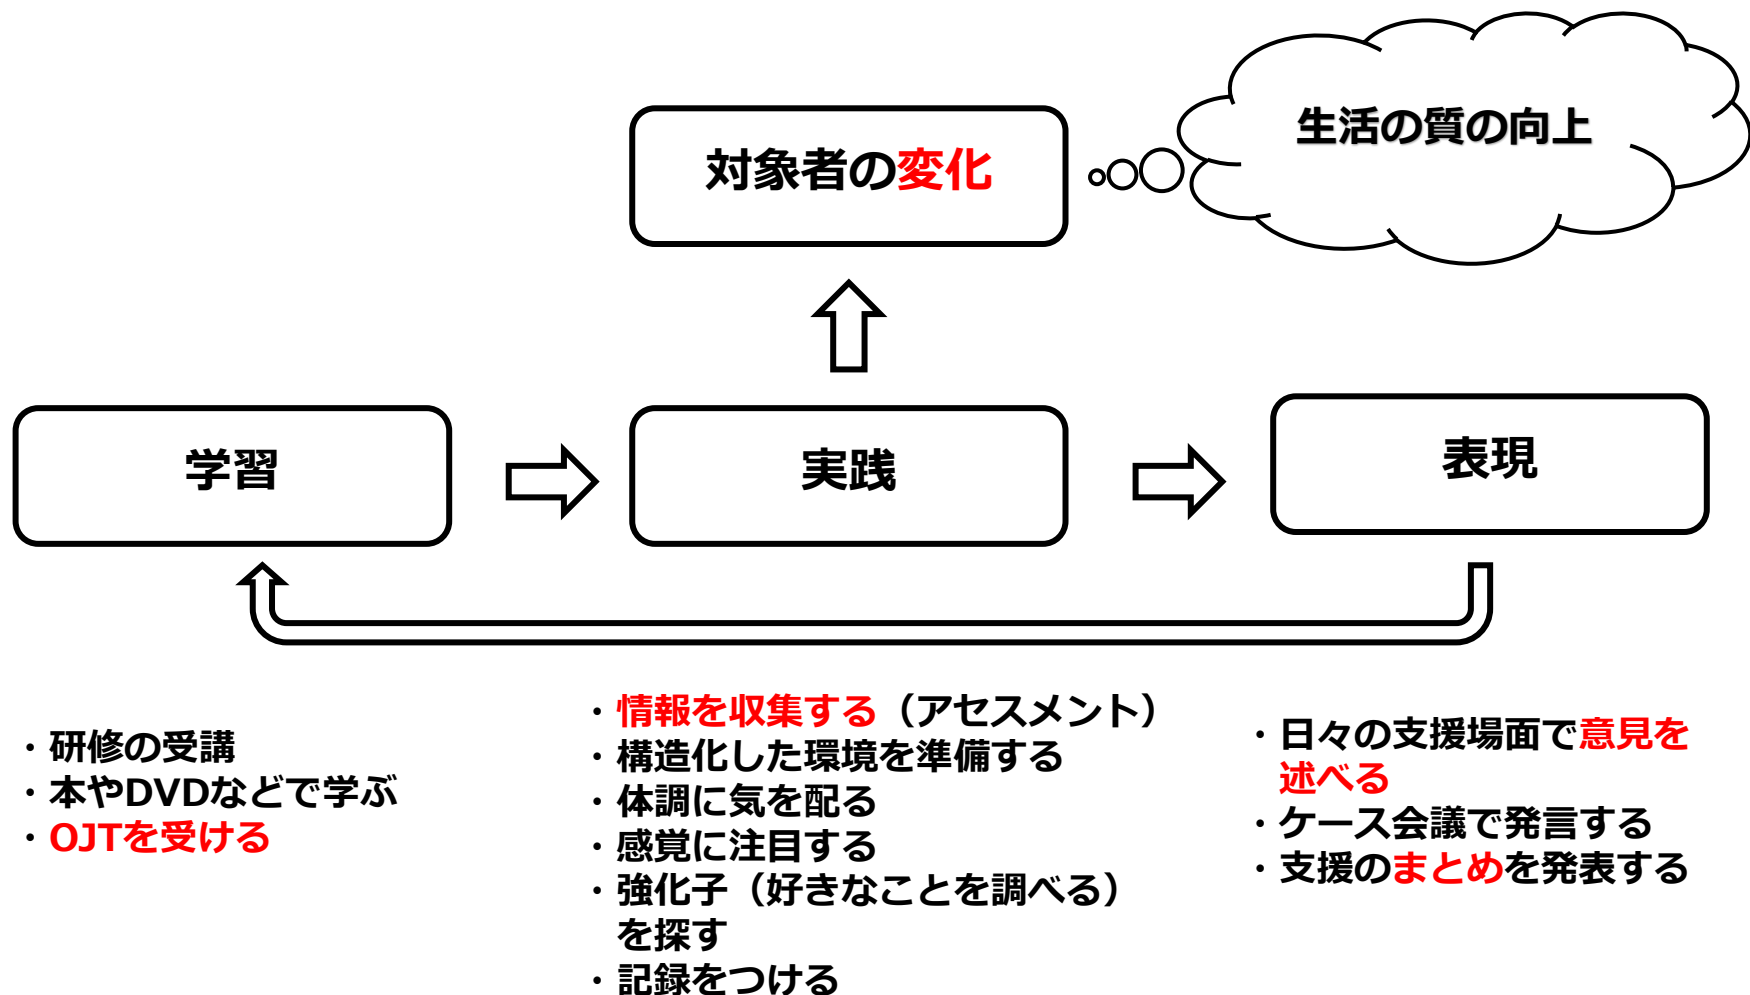 生活の質の向上
対象者の変化
学習
実践
表現
・研修の受講
・本やDVDなどで学ぶ
・OJTを受ける
・情報を収集する（アセスメント）
・構造化した環境を準備する
・体調に気を配る
・感覚に注目する
・強化子（好きなことを調べる）
を探す
・記録をつける
・日々の支援場面で意見を
述べる
・ケース会議で発言する
・支援のまとめを発表する